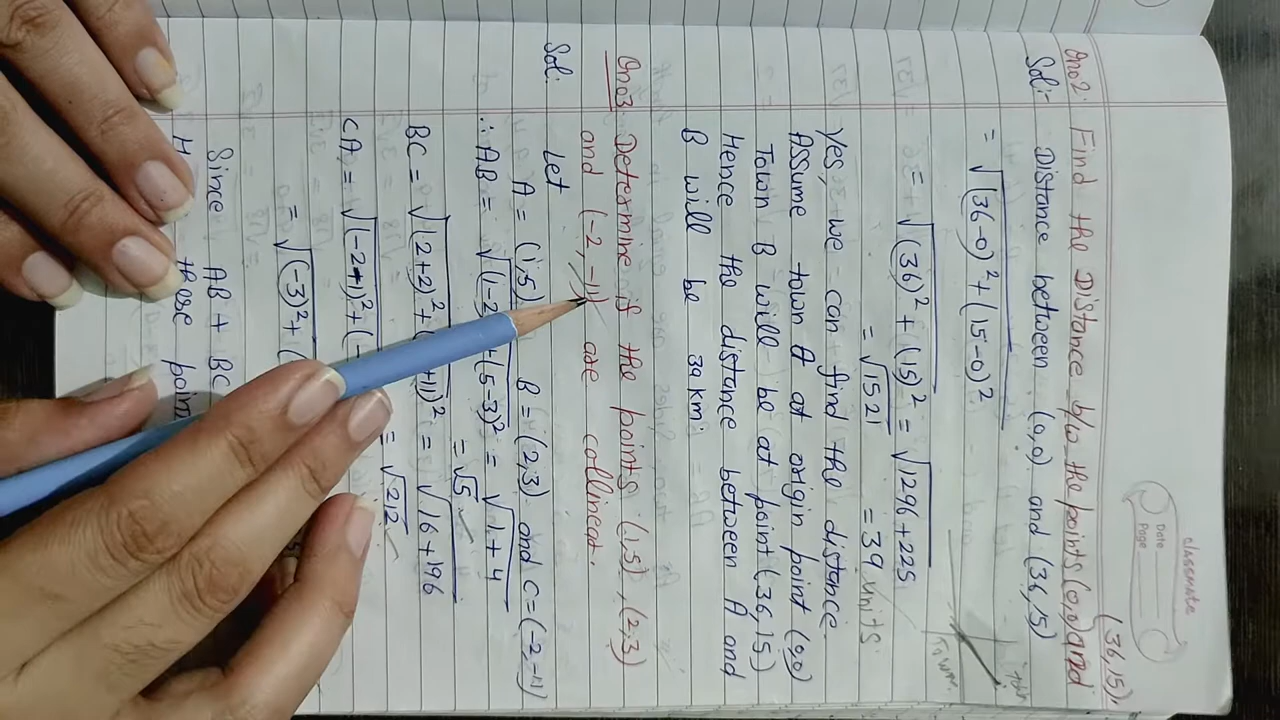 classmate
Date
Page
(36,15),
Qno2. Find the Distance b/w the points (0,0) and
Sol:- Distance between (0,0) and (36,15)
= √(36-0)² + (15-0)²
= √(36)² + (15)² = √1296+225
= √1521 = 39 units
Yes, we can find the distance.
Assume town A at origin point (0,0)
Town B will be at point (36,15)
Hence the distance between A and
B will be 39 km.
Qno3 Determine if the points (1,5), (2,3)
and (-2,-11) are collinear.
Sol: Let
A = (1,5) B = (2,3) and C = (-2,-11)
∴ AB = √(1-2 + (5-3)² = √1+4
= √5
BC = √(2+2)² + ( +11)² = √16+196
= √212
CA = √(-2-1)² + (-
= √(-3)² + (
Since AB + BC
these point